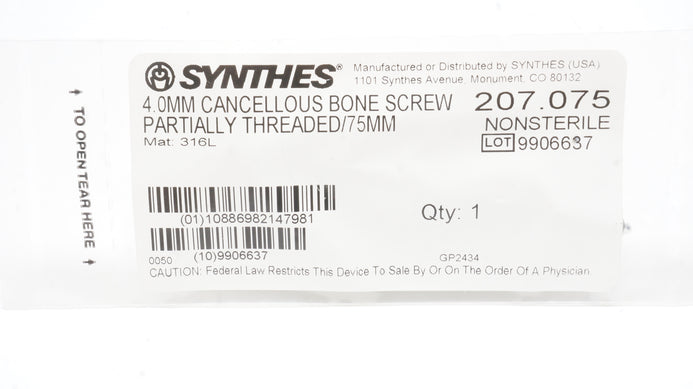 SYNTHES®
Manufactured or Distributed by SYNTHES (USA)
1101 Synthes Avenue, Monument, CO 80132
4.0MM CANCELLOUS BONE SCREW
207.075
PARTIALLY THREADED/75MM
NONSTERILE
Mat: 316L
LOT 9906637
(01)10886982147981
Qty: 1
0050
(10)9906637
GP2434
CAUTION: Federal Law Restricts This Device To Sale By Or On The Order Of A Physician.
TO OPEN TEAR HERE